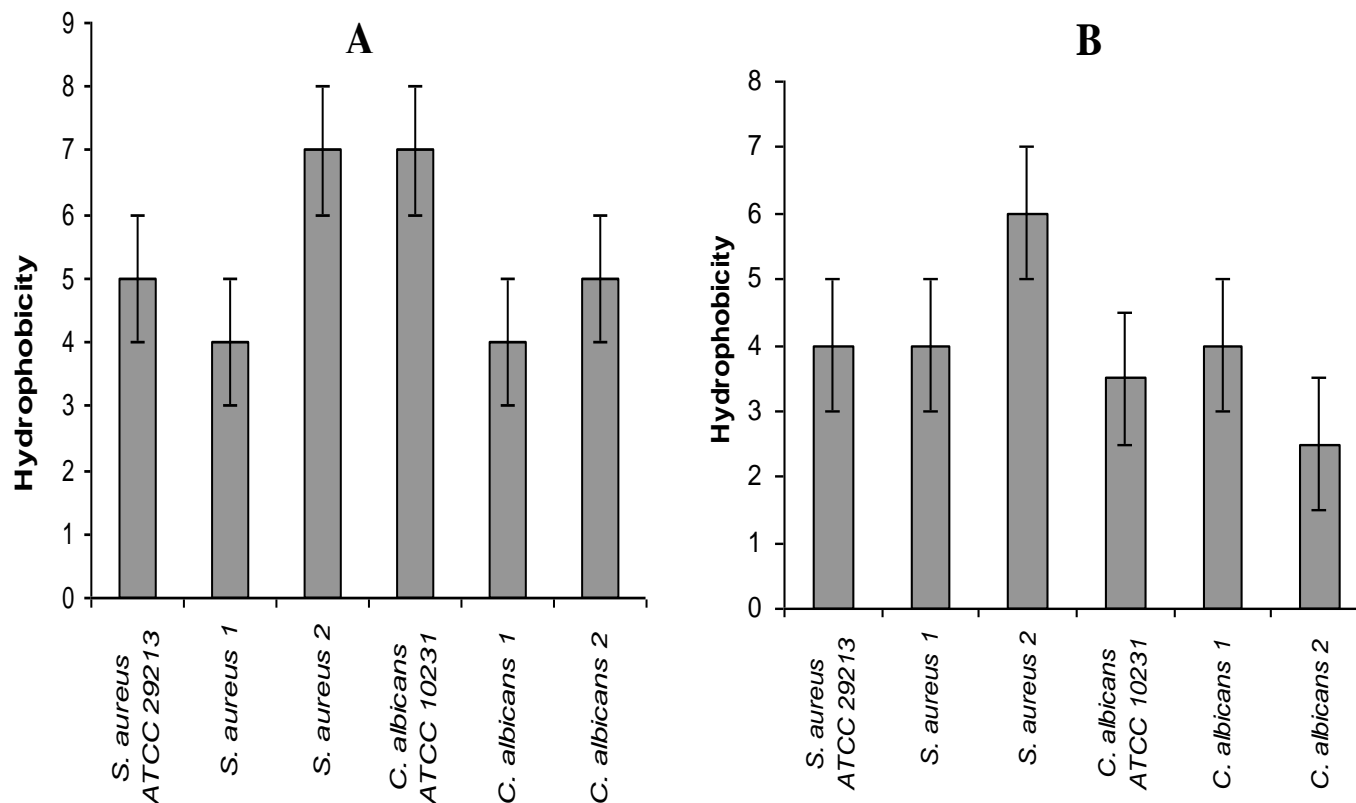 A
Hydrophobicity
9
8
7
6
5
4
3
2
1
0
S. aureus
ATCC 29213
S. aureus 1
S. aureus 2
C. albicans
ATCC 10231
C. albicans 1
C. albicans 2
B
Hydrophobicity
8
7
6
5
4
3
2
1
0
S. aureus
ATCC 29213
S. aureus 1
S. aureus 2
C. albicans
ATCC 10231
C. albicans 1
C. albicans 2